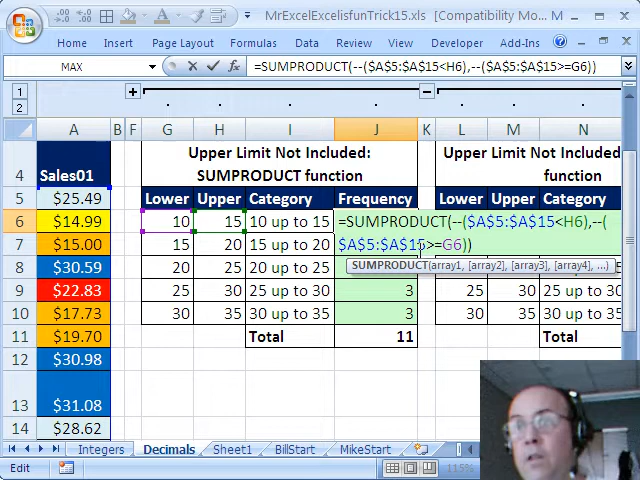 MrExcelExcelisfunTrick15.xls [Compatibility Mo...
Home Insert Page Layout Formulas Data Review View Developer Add-Ins
MAX =SUMPRODUCT(--($A$5:$A$15<H6),--($A$5:$A$15>=G6))
1
2
A B F G H I J K L M N
4 Sales01 Upper Limit Not Included: SUMPRODUCT function Upper Limit Not Included: function
5 $25.49 Lower Upper Category Frequency Lower Upper Category
6 $14.99 10 15 10 up to 15 =SUMPRODUCT(--($A$5:$A$15<H6),--(
7 $15.00 15 20 15 up to 20 $A$5:$A$15>=G6))
SUMPRODUCT(array1, [array2], [array3], [array4], ...)
8 $30.59 20 25 20 up to 25
9 $22.83 25 30 25 up to 30 3 25 30 25 up to 30
10 $17.73 30 35 30 up to 35 3 30 35 30 up to 35
11 $19.70 Total 11 Total
12 $30.98
13 $31.08
14 $28.62
Integers Decimals Sheet1 BillStart MikeStart
Edit 115%